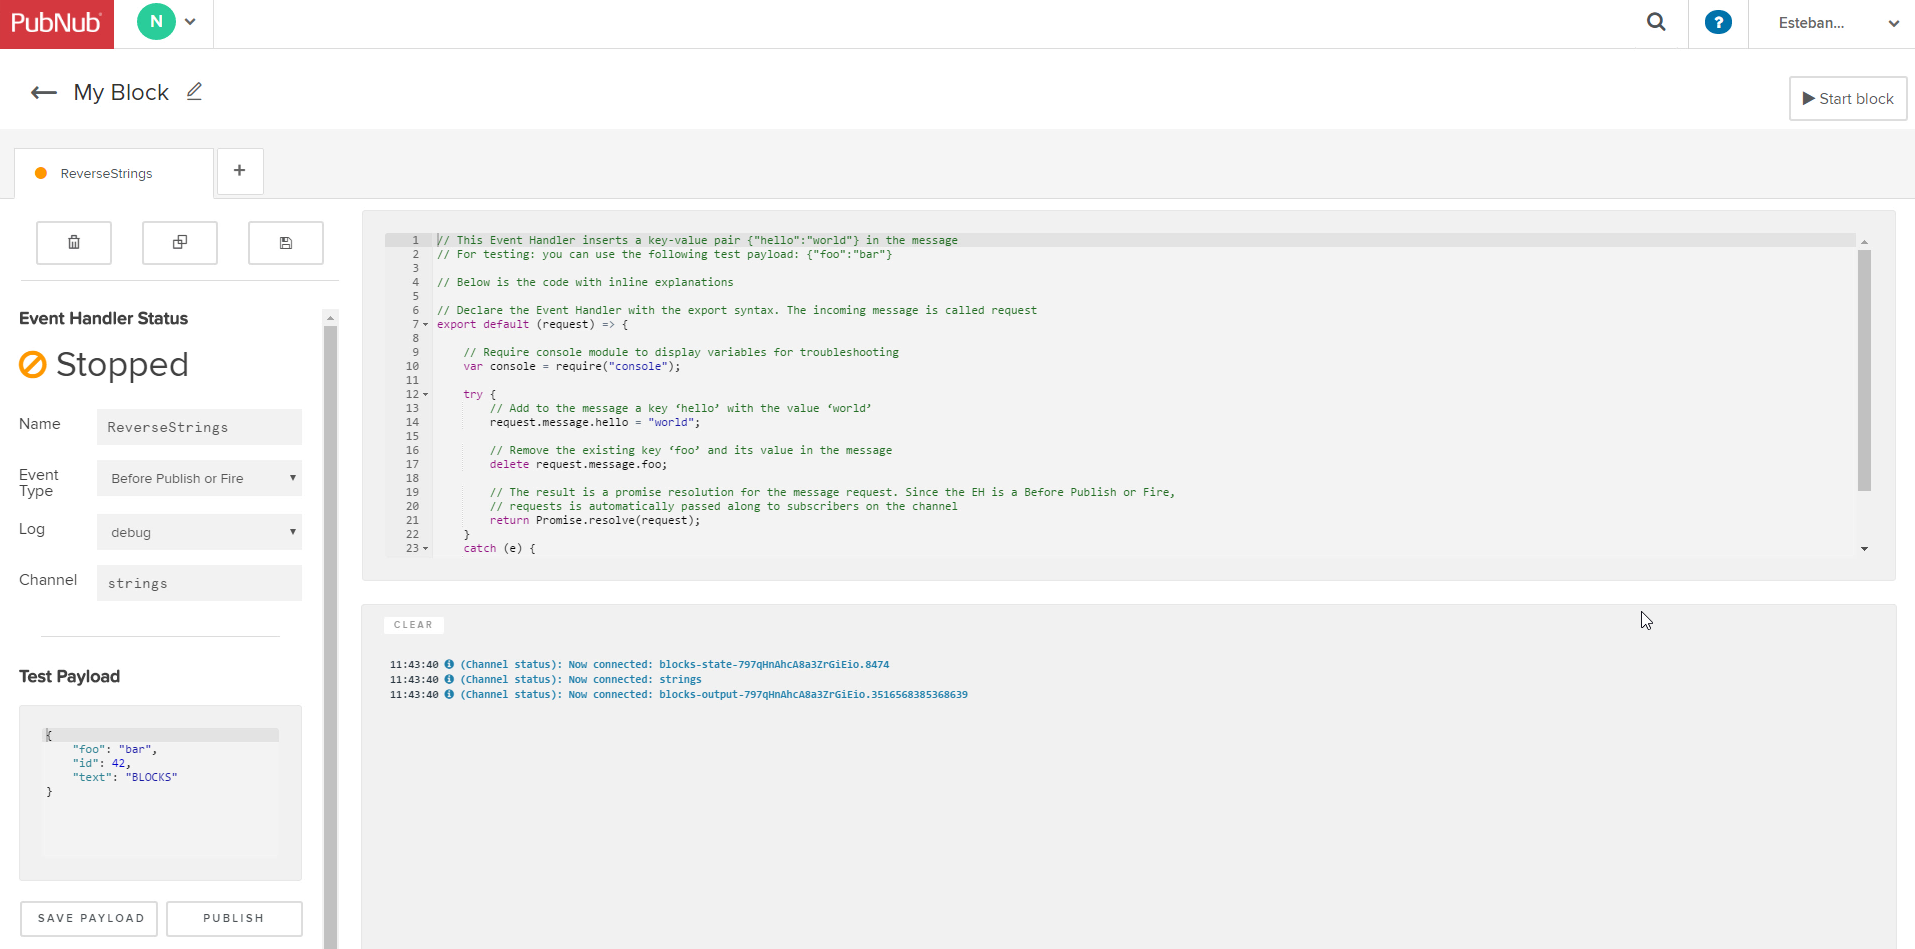 PubNub
N
?
Esteban...
My Block
Start block
ReverseStrings
+
Event Handler Status
Stopped
Name
ReverseStrings
Event Type
Before Publish or Fire
Log
debug
Channel
strings
Test Payload
{
"foo": "bar",
"id": 42,
"text": "BLOCKS"
}
SAVE PAYLOAD
PUBLISH
1 // This Event Handler inserts a key-value pair {"hello":"world"} in the message
2 // For testing: you can use the following test payload: {"foo":"bar"}
3
4 // Below is the code with inline explanations
5
6 // Declare the Event Handler with the export syntax. The incoming message is called request
7 export default (request) => {
8
9 // Require console module to display variables for troubleshooting
10 var console = require("console");
11
12 try {
13 // Add to the message a key ‘hello’ with the value ‘world’
14 request.message.hello = "world";
15
16 // Remove the existing key ‘foo’ and its value in the message
17 delete request.message.foo;
18
19 // The result is a promise resolution for the message request. Since the EH is a Before Publish or Fire,
20 // requests is automatically passed along to subscribers on the channel
21 return Promise.resolve(request);
22 }
23 catch (e) {
CLEAR
11:43:40 (Channel status): Now connected: blocks-state-797qHnAhcA8a3ZrGiEio.8474
11:43:40 (Channel status): Now connected: strings
11:43:40 (Channel status): Now connected: blocks-output-797qHnAhcA8a3ZrGiEio.3516568385368639